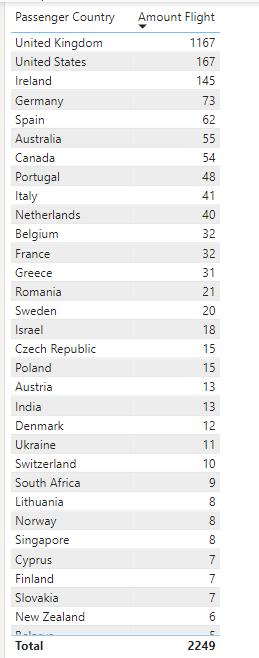 Passenger Country Amount Flight
United Kingdom 1167
United States 167
Ireland 145
Germany 73
Spain 62
Australia 55
Canada 54
Portugal 48
Italy 41
Netherlands 40
Belgium 32
France 32
Greece 31
Romania 21
Sweden 20
Israel 18
Czech Republic 15
Poland 15
Austria 13
India 13
Denmark 12
Ukraine 11
Switzerland 10
South Africa 9
Lithuania 8
Norway 8
Singapore 8
Cyprus 7
Finland 7
Slovakia 7
New Zealand 6
Total 2249